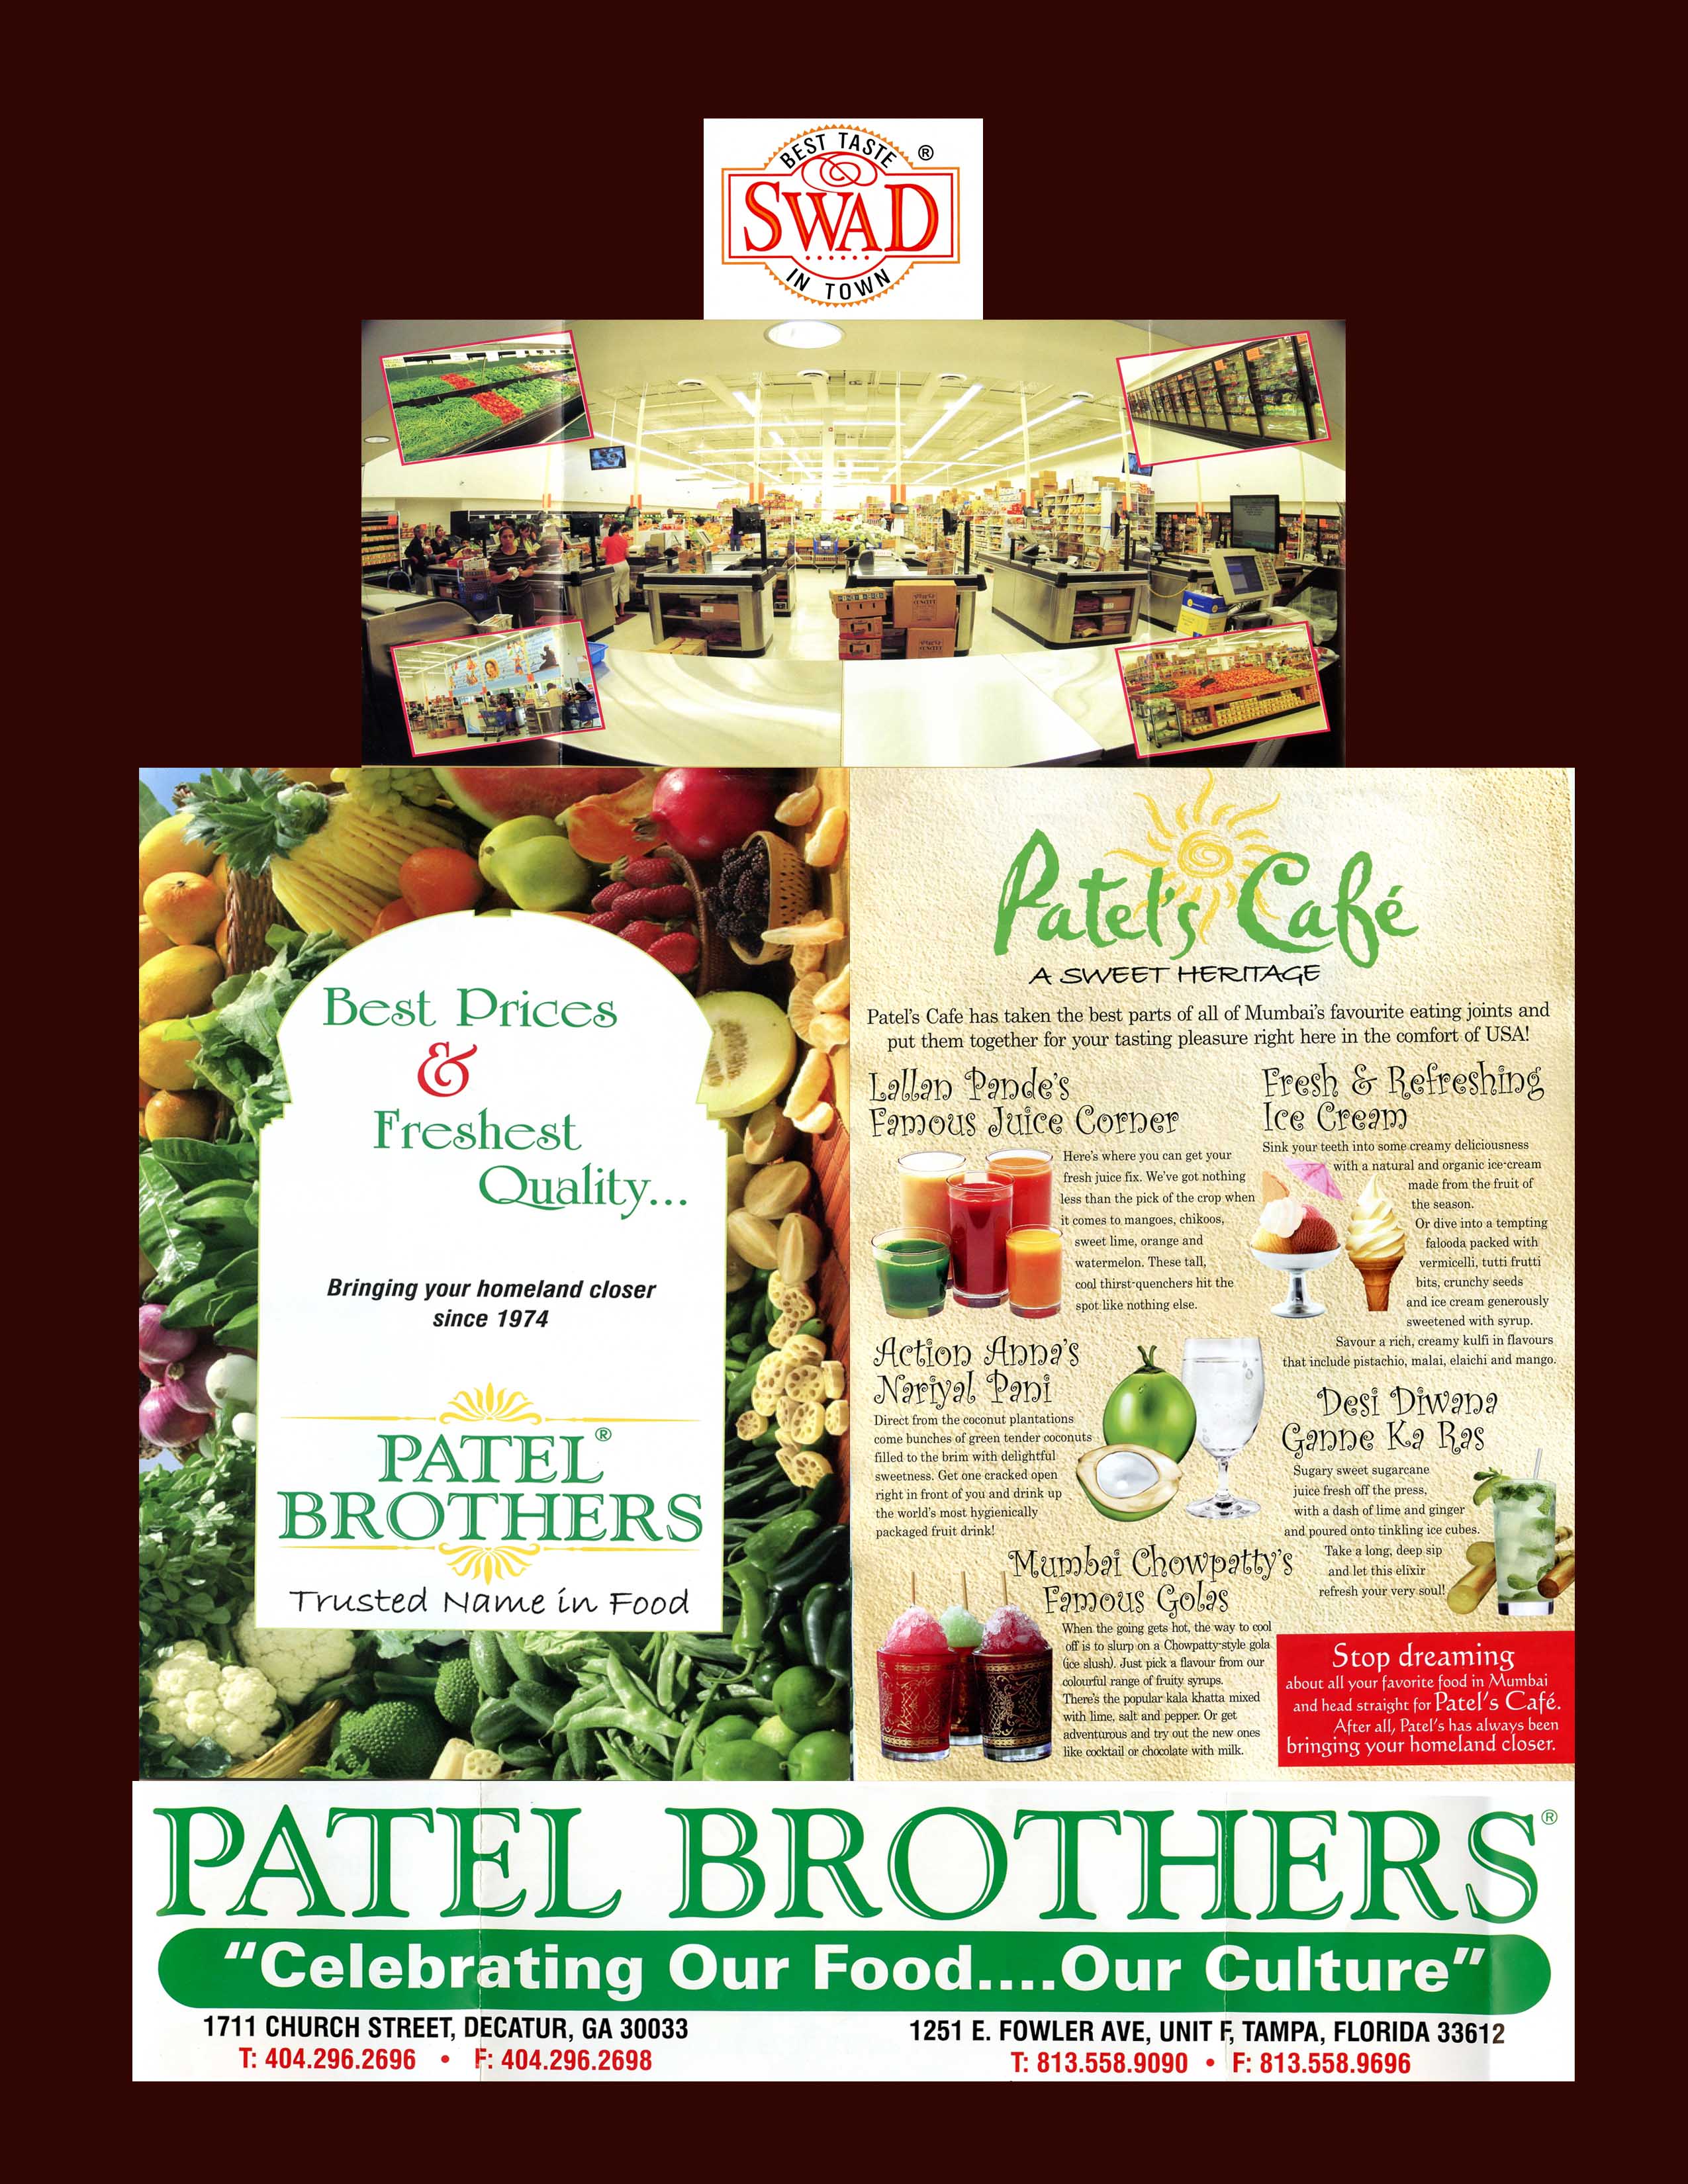 BEST TASTE ®
SWAD
IN TOWN
Best Prices
&
Freshest
Quality...
Bringing your homeland closer
since 1974
PATEL®
BROTHERS
Trusted Name in Food
Patel's Café
A SWEET HERITAGE
Patel's Cafe has taken the best parts of all of Mumbai's favourite eating joints and
put them together for your tasting pleasure right here in the comfort of USA!
Lallan Pande's
Famous Juice Corner
Here's where you can get your
fresh juice fix. We've got nothing
less than the pick of the crop when
it comes to mangoes, chikoos,
sweet lime, orange and
watermelon. These tall,
cool thirst-quenchers hit the
spot like nothing else.
Fresh & Refreshing
Ice Cream
Sink your teeth into some creamy deliciousness
with a natural and organic ice-cream
made from the fruit of
the season.
Or dive into a tempting
falooda packed with
vermicelli, tutti frutti
bits, crunchy seeds
and ice cream generously
sweetened with syrup.
Savour a rich, creamy kulfi in flavours
that include pistachio, malai, elaichi and mango.
Action Anna's
Nariyal Pani
Direct from the coconut plantations
come bunches of green tender coconuts
filled to the brim with delightful
sweetness. Get one cracked open
right in front of you and drink up
the world's most hygienically
packaged fruit drink!
Desi Diwana
Ganne Ka Ras
Sugary sweet sugarcane
juice fresh off the press,
with a dash of lime and ginger
and poured onto tinkling ice cubes.
Take a long, deep sip
and let this elixir
refresh your very soul!
Mumbai Chowpatty's
Famous Golas
When the going gets hot, the way to cool
off is to slurp on a Chowpatty-style gola
(ice slush). Just pick a flavour from our
colourful range of fruity syrups.
There's the popular kala khatta mixed
with lime, salt and pepper. Or get
adventurous and try out the new ones
like cocktail or chocolate with milk.
Stop dreaming
about all your favorite food in Mumbai
and head straight for Patel's Café.
After all, Patel's has always been
bringing your homeland closer.
PATEL BROTHERS®
"Celebrating Our Food....Our Culture"
1711 CHURCH STREET, DECATUR, GA 30033
T: 404.296.2696 • F: 404.296.2698
1251 E. FOWLER AVE, UNIT F, TAMPA, FLORIDA 33612
T: 813.558.9090 • F: 813.558.9696